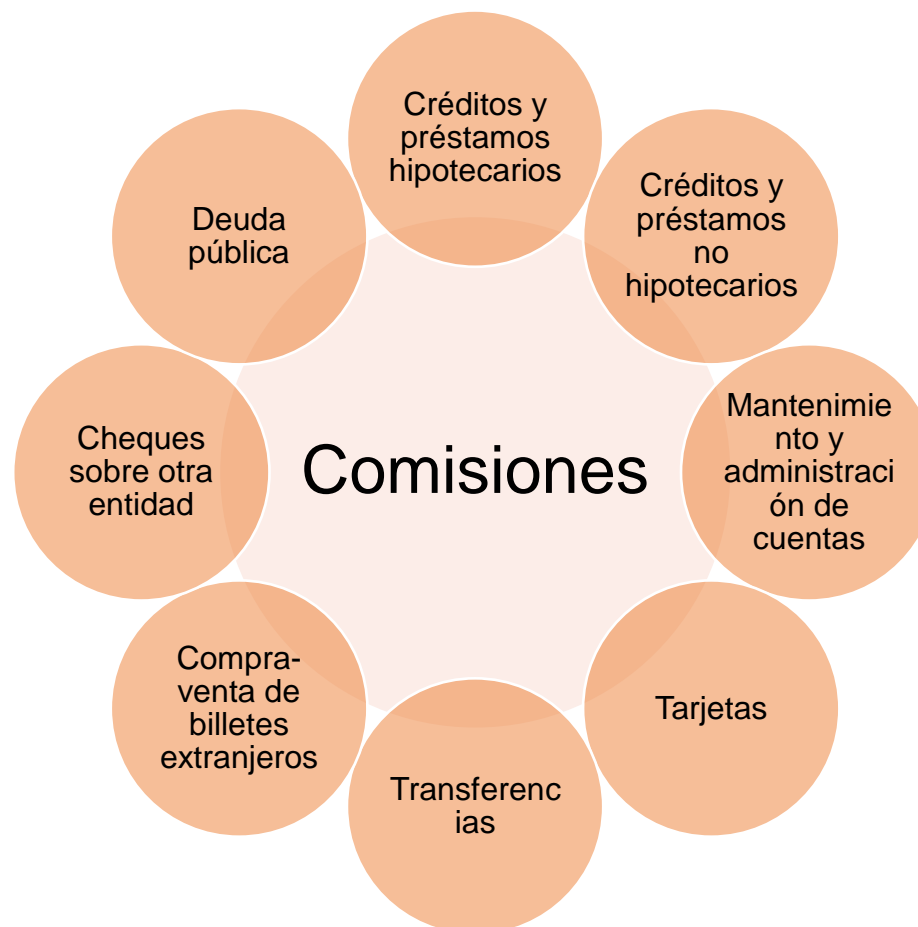 Créditos y
préstamos
hipotecarios
Créditos y
préstamos
no
hipotecarios
Mantenimie
nto y
administraci
ón de
cuentas
Tarjetas
Transferenc
ias
Compra-
venta de
billetes
extranjeros
Cheques
sobre otra
entidad
Deuda
pública
Comisiones